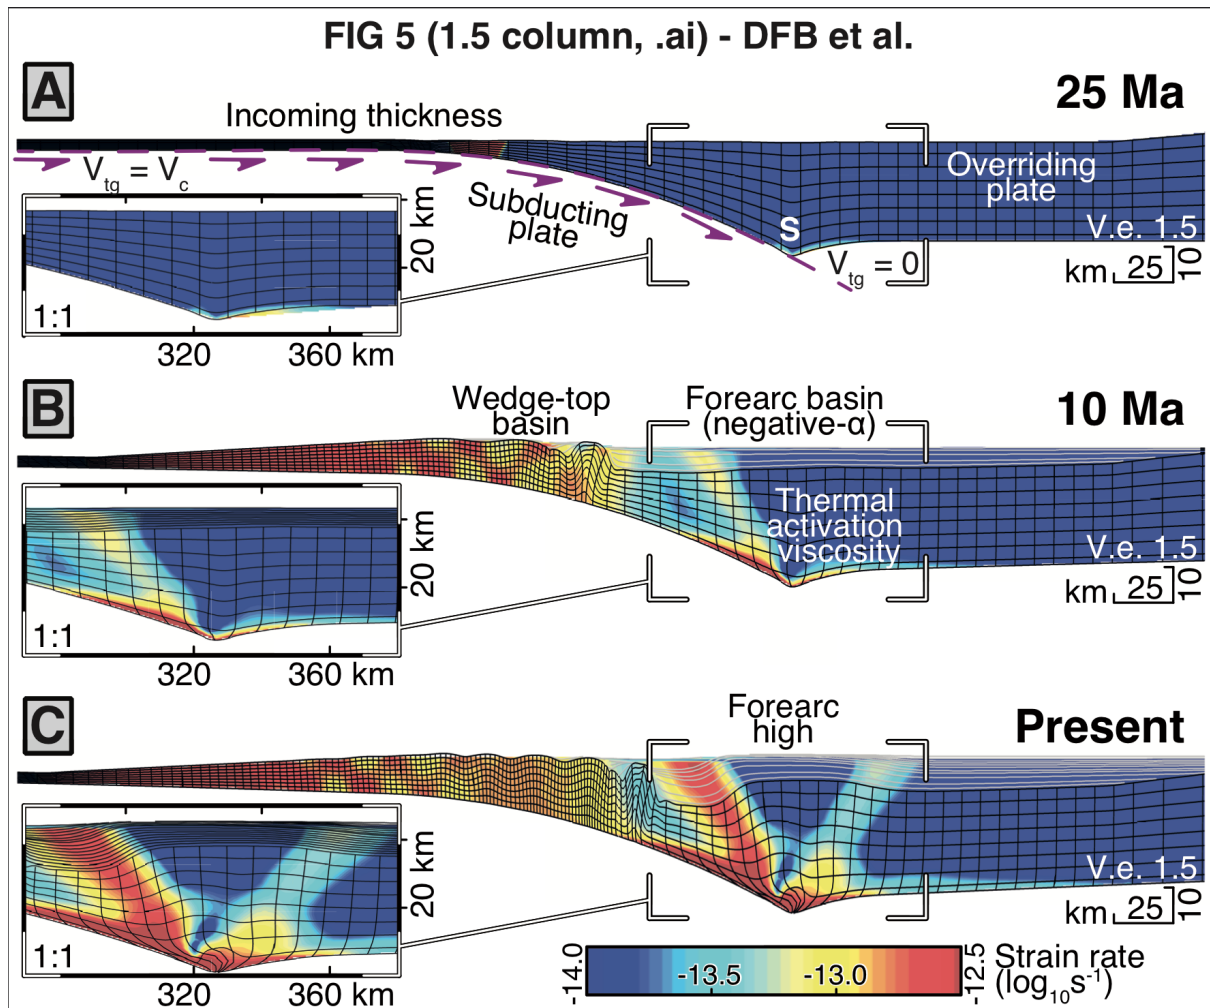 FIG 5 (1.5 column, .ai) - DFB et al.
A
25 Ma
Incoming thickness
Vtg = Vc
Subducting
plate
S
Overriding
plate
Vtg = 0
V.e. 1.5
km 25 10
20 km
1:1
320 360 km
B
10 Ma
Wedge-top
basin
Forearc basin
(negative-α)
Thermal
activation
viscosity
V.e. 1.5
km 25 10
20 km
1:1
320 360 km
C
Present
Forearc
high
V.e. 1.5
km 25 10
20 km
1:1
320 360 km
-14.0 -13.5 -13.0 -12.5
Strain rate
(log₁₀s⁻¹)